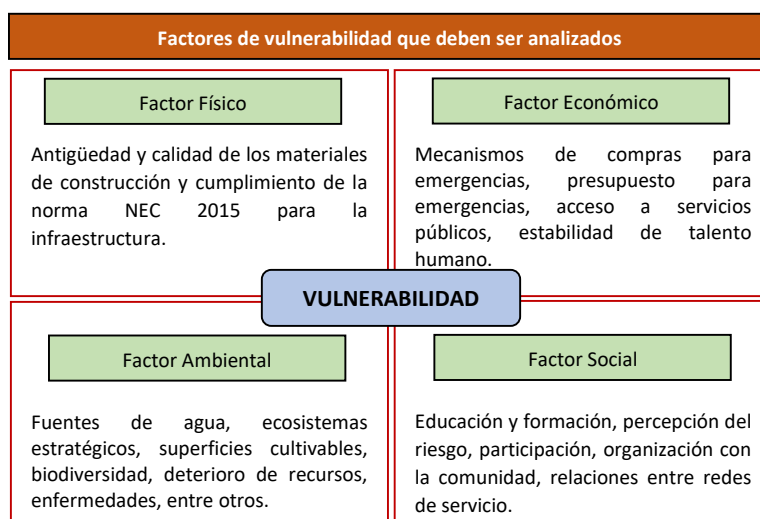 Factores de vulnerabilidad que deben ser analizados
Factor Físico
Antigüedad y calidad de los materiales
de construcción y cumplimiento de la
norma NEC 2015 para la
infraestructura.
Factor Económico
Mecanismos de compras para
emergencias, presupuesto para
emergencias, acceso a servicios
públicos, estabilidad de talento
humano.
VULNERABILIDAD
Factor Ambiental
Fuentes de agua, ecosistemas
estratégicos, superficies cultivables,
biodiversidad, deterioro de recursos,
enfermedades, entre otros.
Factor Social
Educación y formación, percepción del
riesgo, participación, organización con
la comunidad, relaciones entre redes
de servicio.